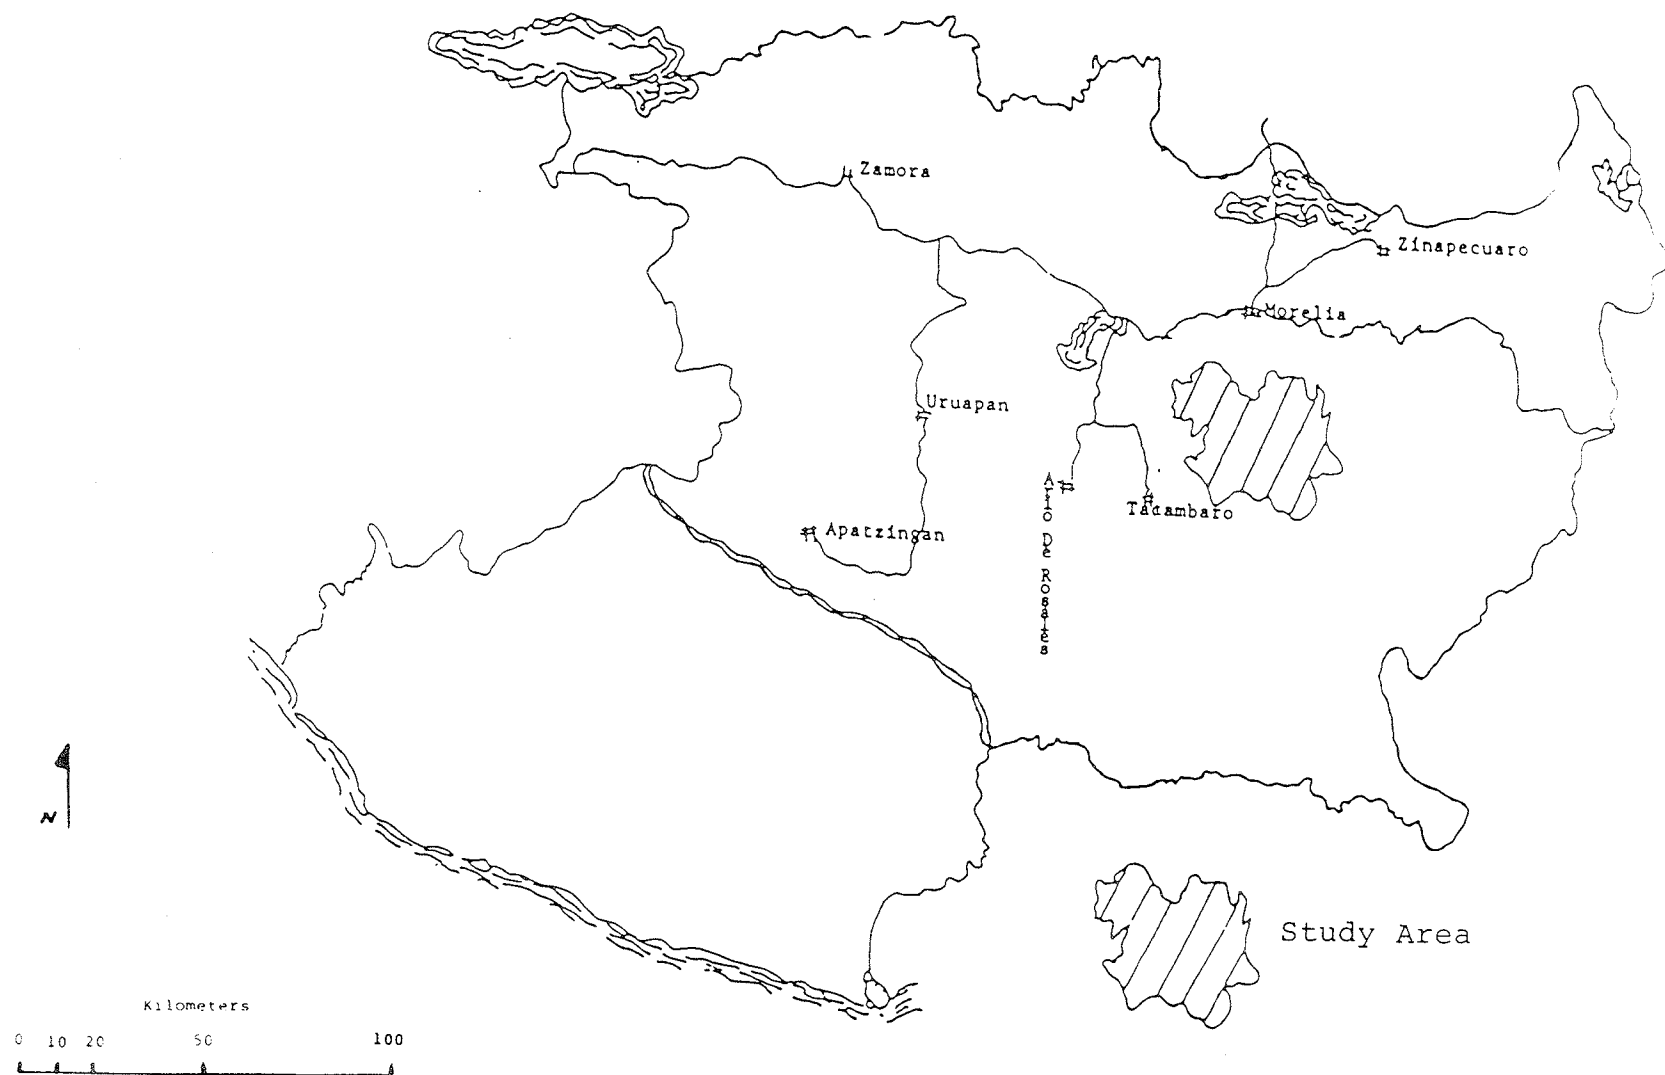 Zamora
Zinapecuaro
Morelia
Uruapan
Ario De Rosales
Tacambaro
Apatzingan
N
Study Area
Kilometers
0 10 20 50 100